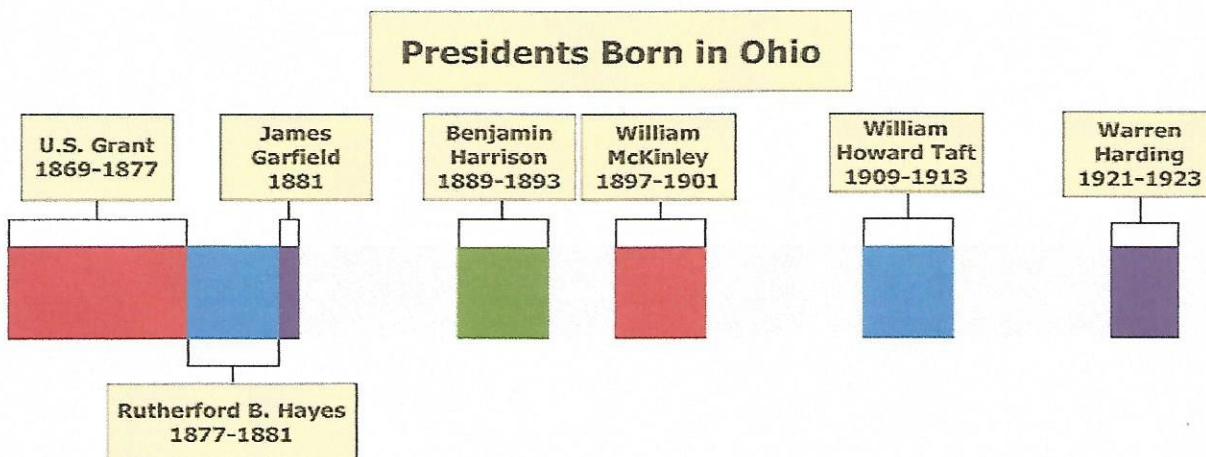 Presidents Born in Ohio
U.S. Grant
1869-1877
James
Garfield
1881
Benjamin
Harrison
1889-1893
William
McKinley
1897-1901
William
Howard Taft
1909-1913
Warren
Harding
1921-1923
Rutherford B. Hayes
1877-1881